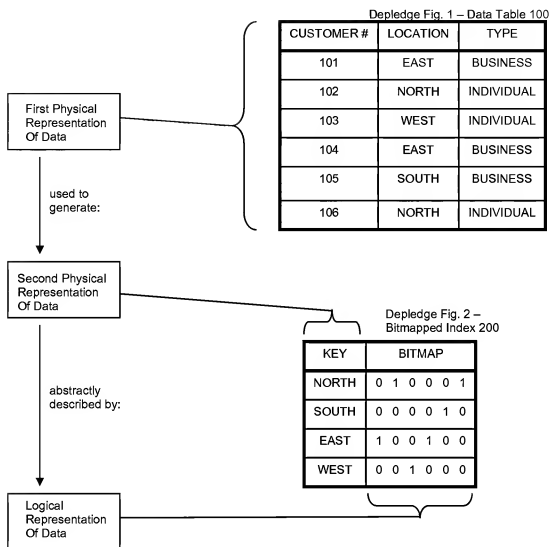 Depledge Fig. 1 – Data Table 100
CUSTOMER # LOCATION TYPE
101 EAST BUSINESS
102 NORTH INDIVIDUAL
103 WEST INDIVIDUAL
104 EAST BUSINESS
105 SOUTH BUSINESS
106 NORTH INDIVIDUAL
First Physical
Representation
Of Data
used to
generate:
Second Physical
Representation
Of Data
Depledge Fig. 2 –
Bitmapped Index 200
KEY BITMAP
NORTH 0 1 0 0 0 1
SOUTH 0 0 0 0 1 0
EAST 1 0 0 1 0 0
WEST 0 0 1 0 0 0
abstractly
described by:
Logical
Representation
Of Data